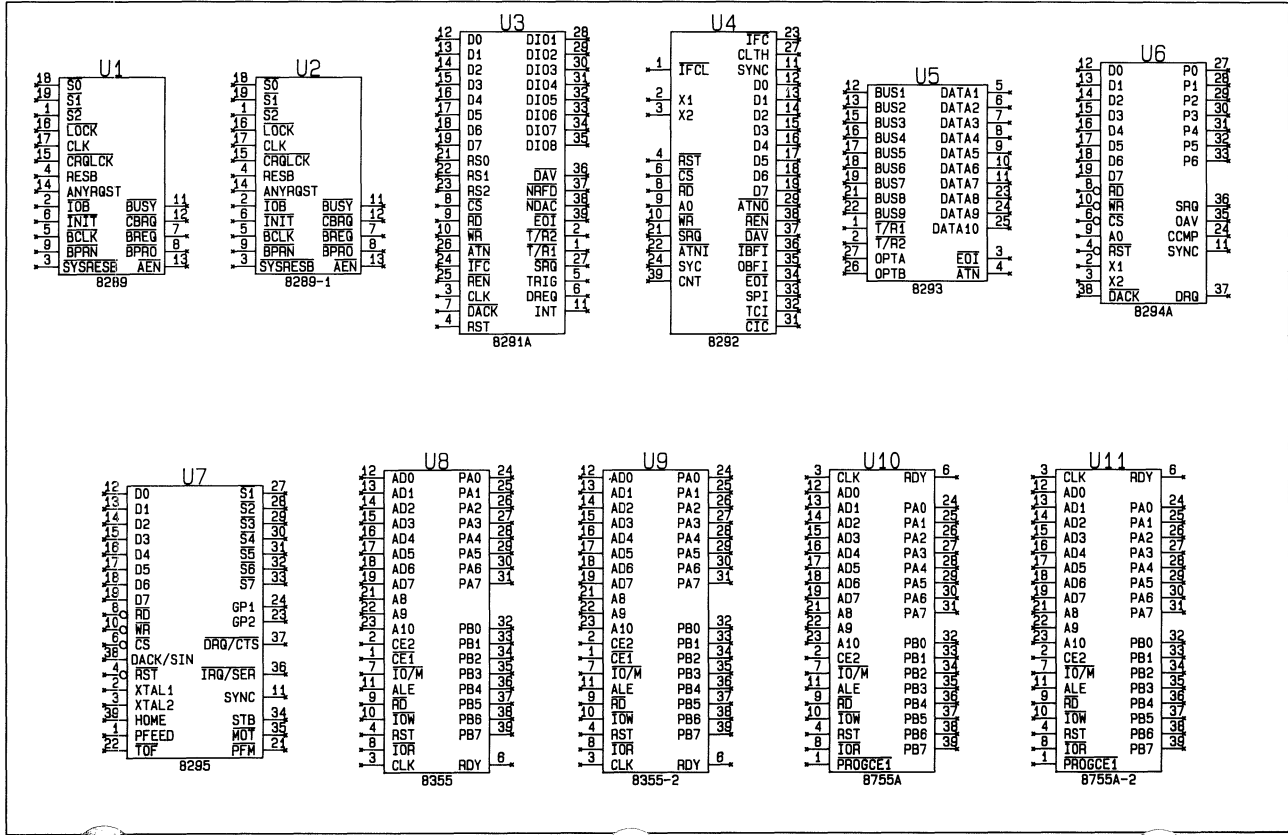 U1
18 S0
19 S1
1 S2
16 LOCK
17 CLK
15 CRQLCK
4 RESB
14 ANYRQST
2 IOB BUSY 11
6 INIT CBRQ 12
5 BCLK BREQ 7
9 BPRN BPRO 8
3 SYSRESB AEN 13
8289
U2
18 S0
19 S1
1 S2
16 LOCK
17 CLK
15 CRQLCK
4 RESB
14 ANYRQST
2 IOB BUSY 11
6 INIT CBRQ 12
5 BCLK BREQ 7
9 BPRN BPRO 8
3 SYSRESB AEN 13
8289-1
U3
12 D0 DIO1 28
13 D1 DIO2 29
14 D2 DIO3 30
15 D3 DIO4 31
16 D4 DIO5 32
17 D5 DIO6 33
18 D6 DIO7 34
19 D7 DIO8 35
21 RS0
22 RS1 DAV 36
23 RS2 NRFD 37
8 CS NDAC 38
9 RD EOI 39
10 WR T/R2 2
26 ATN T/R1 1
24 IFC SRQ 27
25 REN TRIG 5
3 CLK DREQ 6
7 DACK INT 11
4 RST
8291A
U4
IFC 23
CLTH 27
1 IFCL SYNC 11
D0 12
2 X1 D1 13
3 X2 D2 14
D3 15
D4 16
4 RST D5 17
6 CS D6 18
8 RD D7 19
9 A0 ATNO 29
10 WR REN 38
21 SRQ DAV 37
22 ATNI IBFI 36
24 SYC OBFI 35
39 CNT EOI 34
SPI 33
TCI 32
CIC 31
8292
U5
12 BUS1 DATA1 5
13 BUS2 DATA2 6
15 BUS3 DATA3 7
16 BUS4 DATA4 8
17 BUS5 DATA5 9
18 BUS6 DATA6 10
19 BUS7 DATA7 11
21 BUS8 DATA8 23
22 BUS9 DATA9 24
1 T/R1 DATA10 25
2 T/R2
27 OPTA EOI 3
26 OPTB ATN 4
8293
U6
12 D0 P0 27
13 D1 P1 28
14 D2 P2 29
15 D3 P3 30
16 D4 P4 31
17 D5 P5 32
18 D6 P6 33
19 D7
8 RD
10 WR SRQ 36
6 CS OAV 35
9 A0 CCMP 24
4 RST SYNC 11
2 X1
3 X2
38 DACK DRQ 37
8294A
U7
12 D0 S1 27
13 D1 S2 28
14 D2 S3 29
15 D3 S4 30
16 D4 S5 31
17 D5 S6 32
18 D6 S7 33
19 D7 GP1 24
8 RD GP2 23
10 WR
6 CS DRQ/CTS 37
38 DACK/SIN
4 RST IRQ/SER 36
2 XTAL1 SYNC 11
3 XTAL2
39 HOME STB 34
1 PFEED MOT 35
22 TOF PFM 21
8295
U8
12 AD0 PA0 24
13 AD1 PA1 25
14 AD2 PA2 26
15 AD3 PA3 27
16 AD4 PA4 28
17 AD5 PA5 29
18 AD6 PA6 30
19 AD7 PA7 31
21 A8
22 A9
23 A10 PB0 32
2 CE2 PB1 33
1 CE1 PB2 34
7 IO/M PB3 35
11 ALE PB4 36
9 RD PB5 37
10 IOW PB6 38
4 RST PB7 39
8 IOR
3 CLK RDY 6
8355
U9
12 AD0 PA0 24
13 AD1 PA1 25
14 AD2 PA2 26
15 AD3 PA3 27
16 AD4 PA4 28
17 AD5 PA5 29
18 AD6 PA6 30
19 AD7 PA7 31
21 A8
22 A9
23 A10 PB0 32
2 CE2 PB1 33
1 CE1 PB2 34
7 IO/M PB3 35
11 ALE PB4 36
9 RD PB5 37
10 IOW PB6 38
4 RST PB7 39
8 IOR
3 CLK RDY 6
8355-2
U10
3 CLK RDY 6
12 AD0
13 AD1 PA0 24
14 AD2 PA1 25
15 AD3 PA2 26
16 AD4 PA3 27
17 AD5 PA4 28
18 AD6 PA5 29
19 AD7 PA6 30
21 A8 PA7 31
22 A9
23 A10 PB0 32
2 CE2 PB1 33
7 IO/M PB2 34
11 ALE PB3 35
9 RD PB4 36
10 IOW PB5 37
4 RST PB6 38
8 IOR PB7 39
1 PROGCE1
8755A
U11
3 CLK RDY 6
12 AD0
13 AD1 PA0 24
14 AD2 PA1 25
15 AD3 PA2 26
16 AD4 PA3 27
17 AD5 PA4 28
18 AD6 PA5 29
19 AD7 PA6 30
21 A8 PA7 31
22 A9
23 A10 PB0 32
2 CE2 PB1 33
7 IO/M PB2 34
11 ALE PB3 35
9 RD PB4 36
10 IOW PB5 37
4 RST PB6 38
8 IOR PB7 39
1 PROGCE1
8755A-2